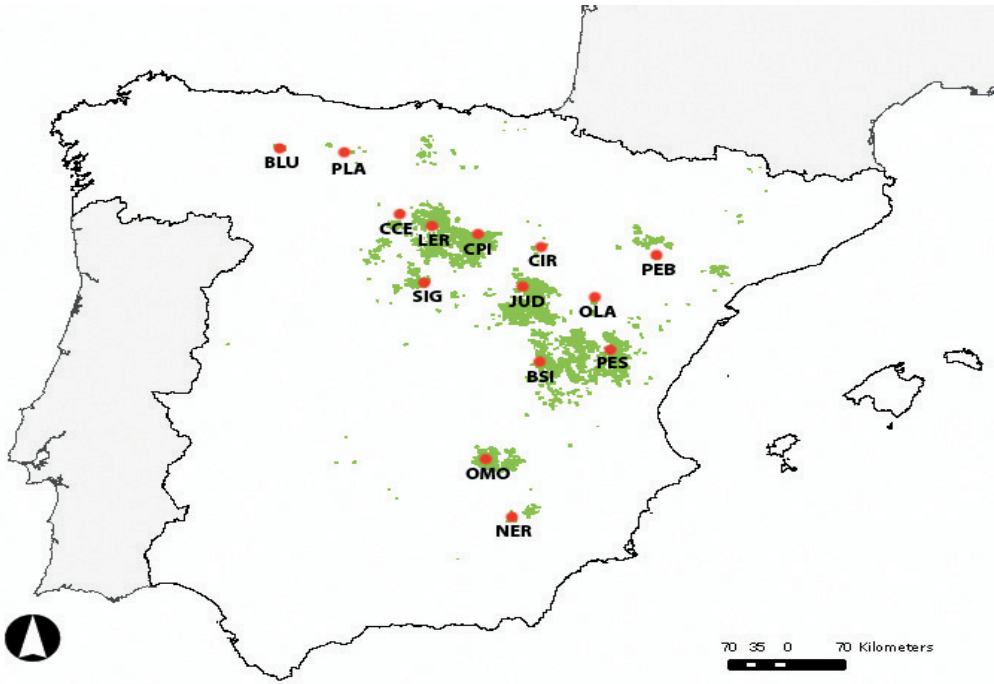 BLU
PLA
CCE
LER
CPI
CIR
PEB
SIG
JUD
OLA
BSI
PES
OMO
NER
70 35 0 70 Kilometers